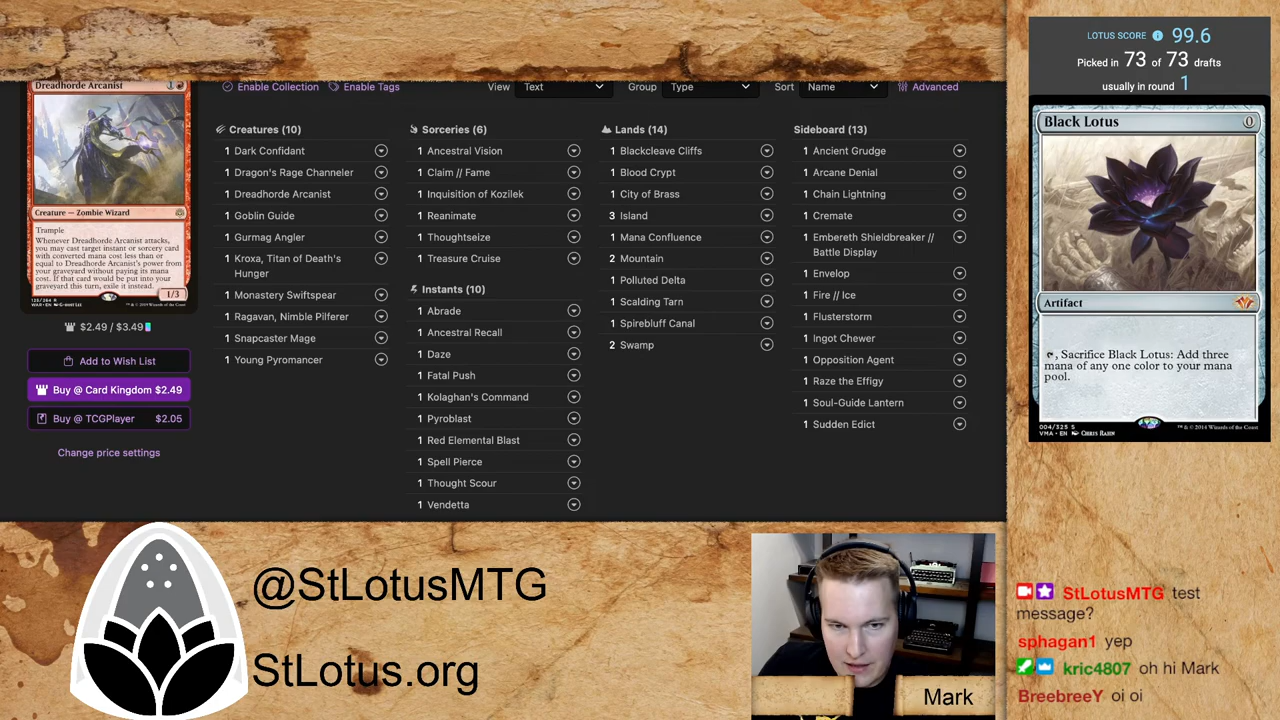 Dreadhorde Arcanist
Creature — Zombie Wizard
Trample
Whenever Dreadhorde Arcanist attacks,
you may cast target instant or sorcery card
with converted mana cost less than or
equal to Dreadhorde Arcanist's power from
your graveyard without paying its mana
cost. If that card would be put into your
graveyard this turn, exile it instead.
1/3
$2.49 / $3.49
Add to Wish List
Buy @ Card Kingdom $2.49
Buy @ TCGPlayer $2.05
Change price settings
Enable Collection
Enable Tags
View Text
Group Type
Sort Name
Advanced
Creatures (10)
1 Dark Confidant
1 Dragon's Rage Channeler
1 Dreadhorde Arcanist
1 Goblin Guide
1 Gurmag Angler
1 Kroxa, Titan of Death's
Hunger
1 Monastery Swiftspear
1 Ragavan, Nimble Pilferer
1 Snapcaster Mage
1 Young Pyromancer
Sorceries (6)
1 Ancestral Vision
1 Claim // Fame
1 Inquisition of Kozilek
1 Reanimate
1 Thoughtseize
1 Treasure Cruise
Instants (10)
1 Abrade
1 Ancestral Recall
1 Daze
1 Fatal Push
1 Kolaghan's Command
1 Pyroblast
1 Red Elemental Blast
1 Spell Pierce
1 Thought Scour
1 Vendetta
Lands (14)
1 Blackcleave Cliffs
1 Blood Crypt
1 City of Brass
3 Island
1 Mana Confluence
2 Mountain
1 Polluted Delta
1 Scalding Tarn
1 Spirebluff Canal
2 Swamp
Sideboard (13)
1 Ancient Grudge
1 Arcane Denial
1 Chain Lightning
1 Cremate
1 Embereth Shieldbreaker //
Battle Display
1 Envelop
1 Fire // Ice
1 Flusterstorm
1 Ingot Chewer
1 Opposition Agent
1 Raze the Effigy
1 Soul-Guide Lantern
1 Sudden Edict
LOTUS SCORE 99.6
Picked in 73 of 73 drafts
usually in round 1
Black Lotus 0
Artifact
, Sacrifice Black Lotus: Add three
mana of any one color to your mana
pool.
004/325 S
VMA • EN Chris Rahn
™ & © 2014 Wizards of the Coast
@StLotusMTG
StLotus.org
Mark
StLotusMTG test
message?
sphagan1 yep
kric4807 oh hi Mark
BreebreeY oi oi